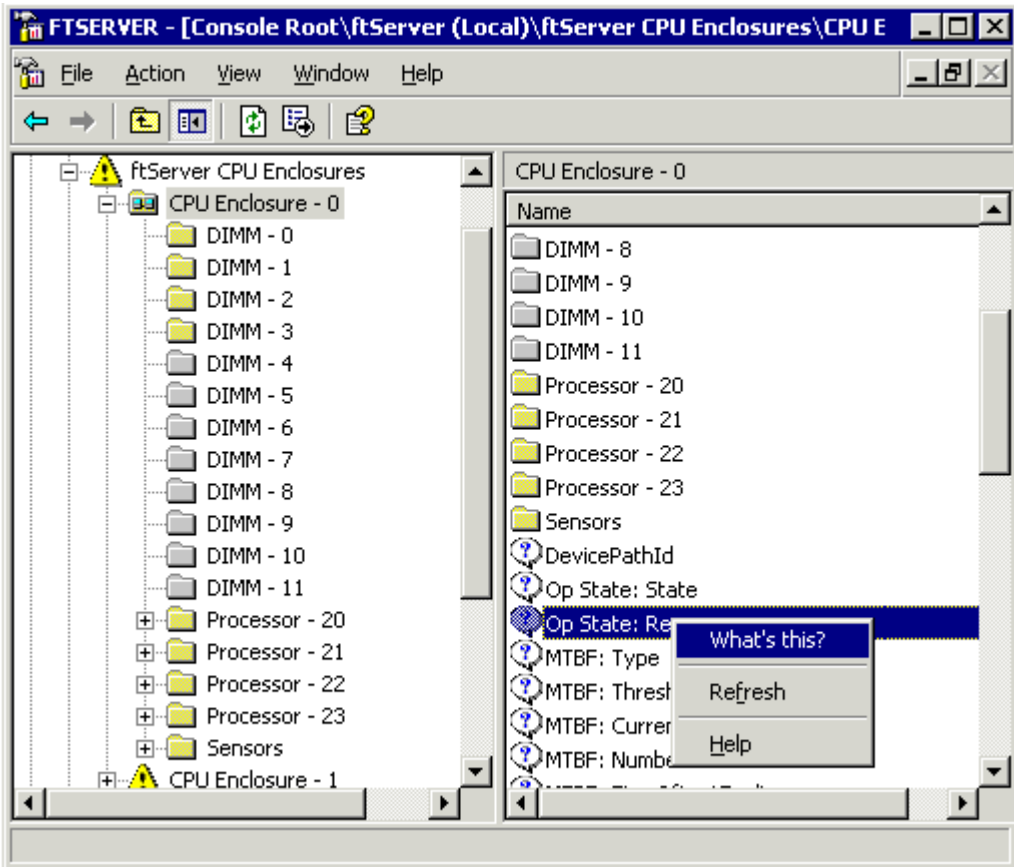 FTSERVER - [Console Root\ftServer (Local)\ftServer CPU Enclosures\CPU E
File Action View Window Help
ftServer CPU Enclosures
CPU Enclosure - 0
DIMM - 0
DIMM - 1
DIMM - 2
DIMM - 3
DIMM - 4
DIMM - 5
DIMM - 6
DIMM - 7
DIMM - 8
DIMM - 9
DIMM - 10
DIMM - 11
Processor - 20
Processor - 21
Processor - 22
Processor - 23
Sensors
CPU Enclosure - 1
CPU Enclosure - 0
Name
DIMM - 8
DIMM - 9
DIMM - 10
DIMM - 11
Processor - 20
Processor - 21
Processor - 22
Processor - 23
Sensors
DevicePathId
Op State: State
Op State: Re
MTBF: Type
MTBF: Thresh
MTBF: Curren
MTBF: Numbe
What's this?
Refresh
Help